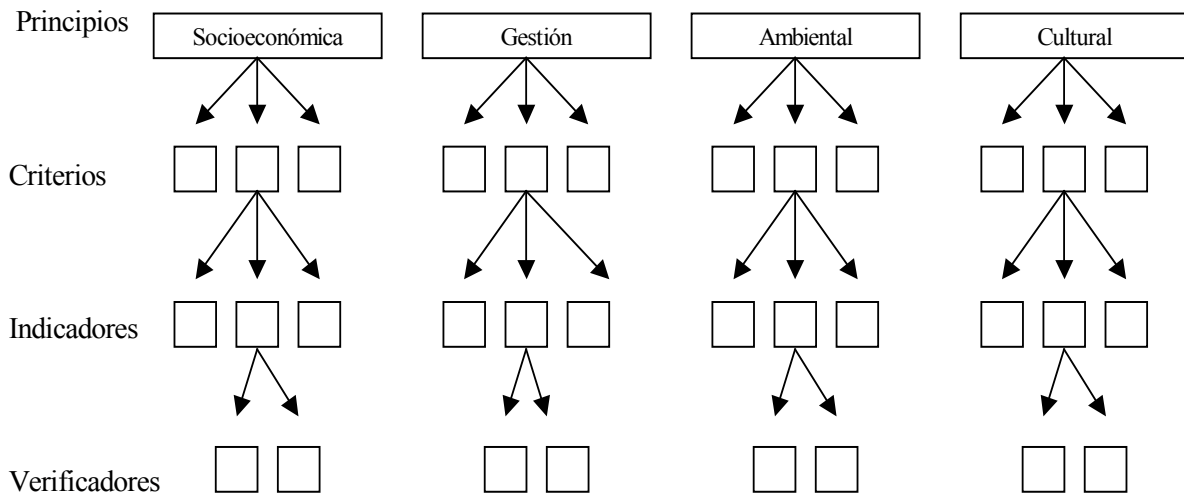 Principios
Socioeconómica
Gestión
Ambiental
Cultural
Criterios
Indicadores
Verificadores